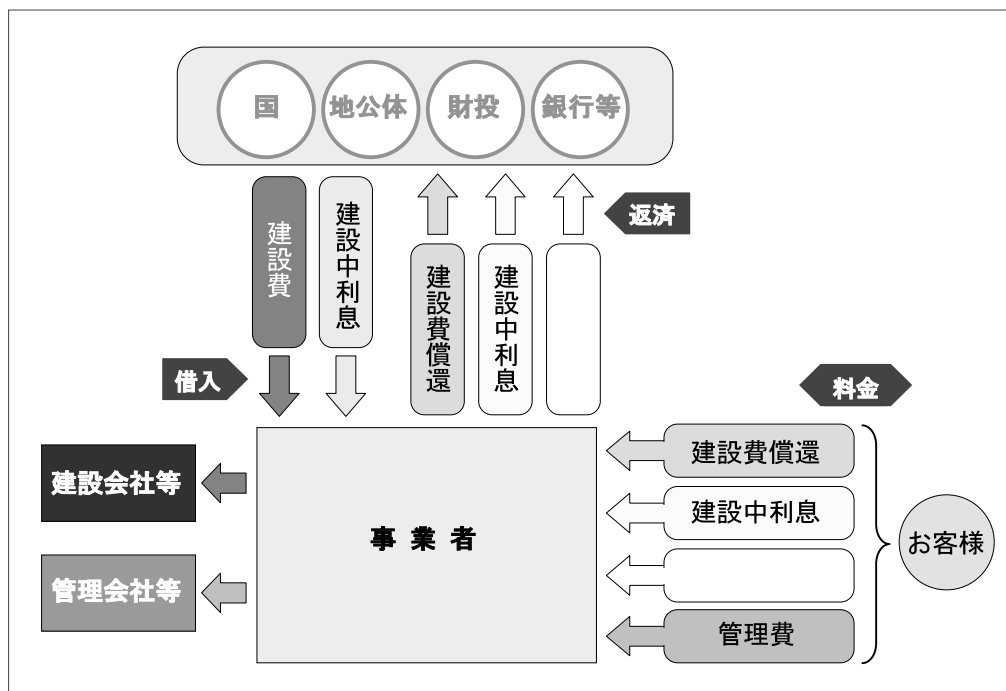 国
地公体
財投
銀行等
建設費
建設中利息
建設費償還
建設中利息
返済
借入
料金
建設会社等
管理会社等
事業者
建設費償還
建設中利息
管理費
お客様